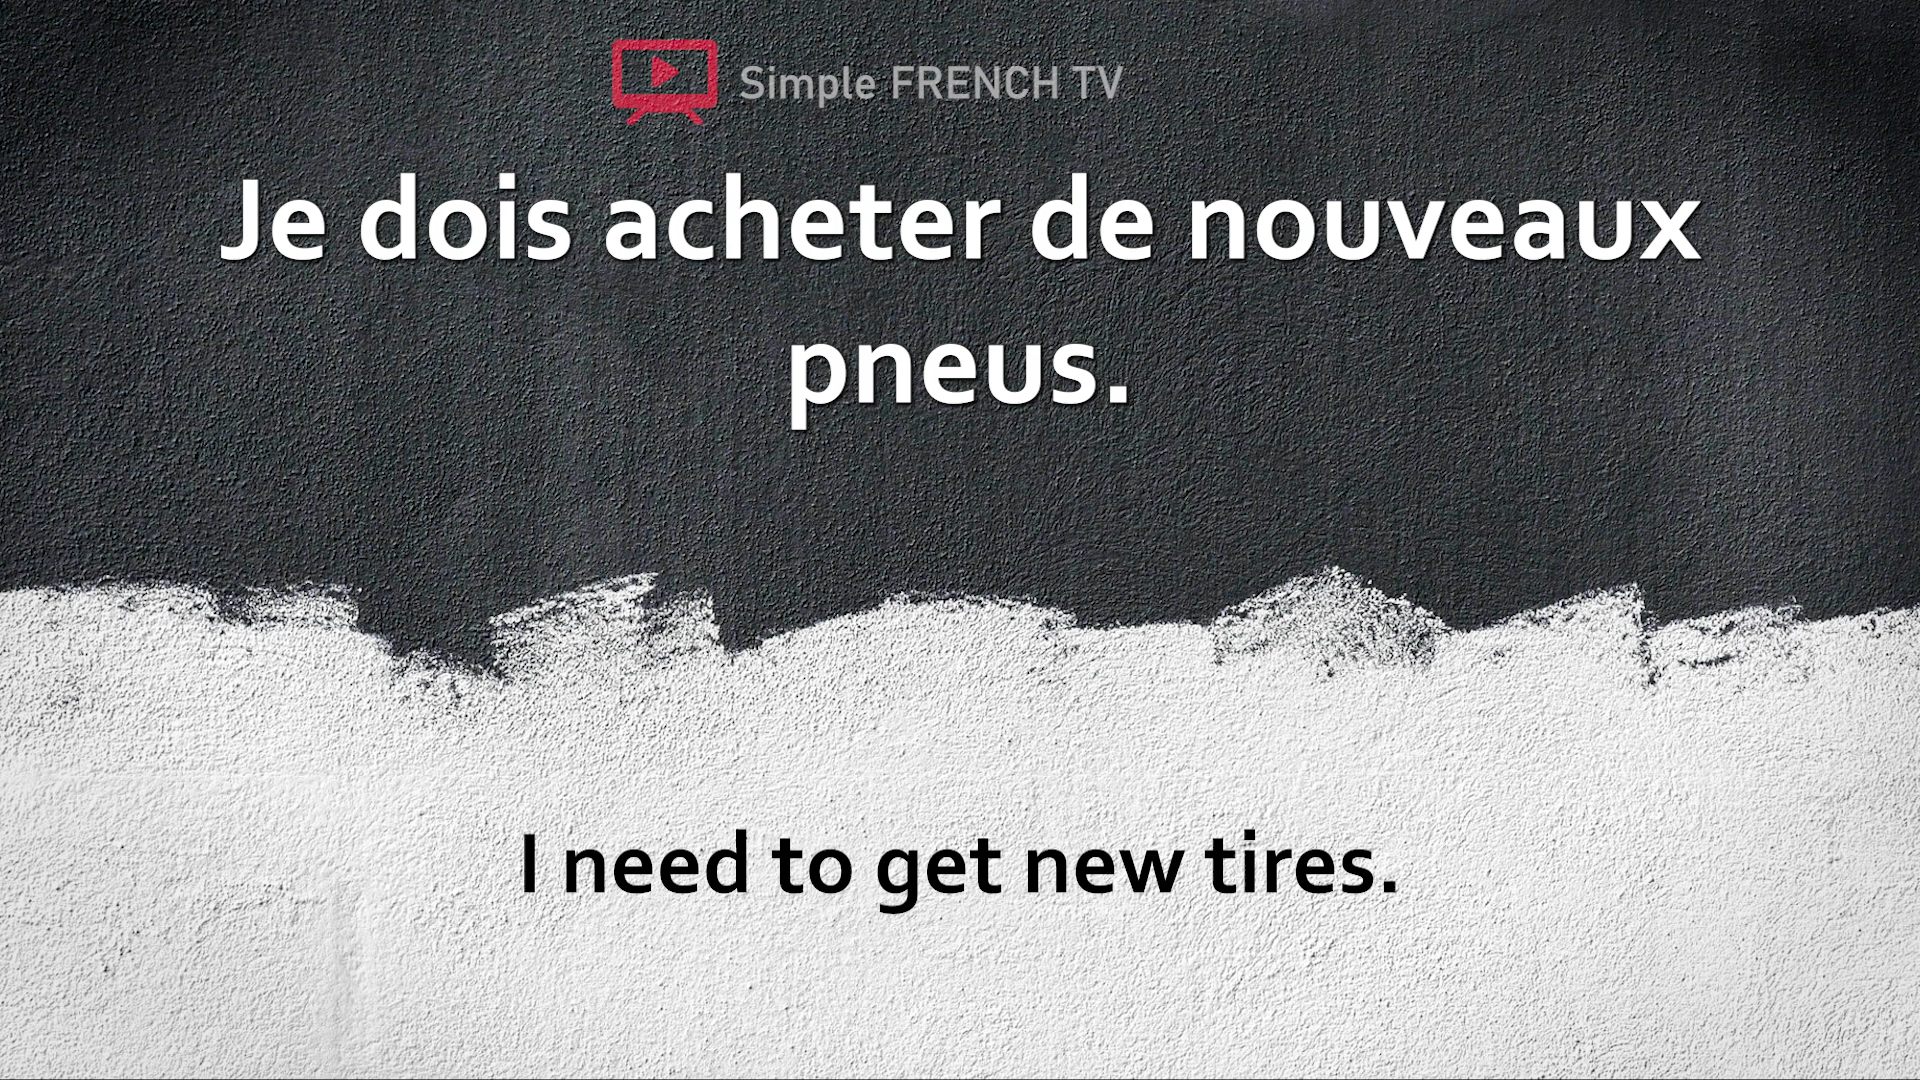 Simple FRENCH TV
Je dois acheter de nouveaux
pneus.
I need to get new tires.